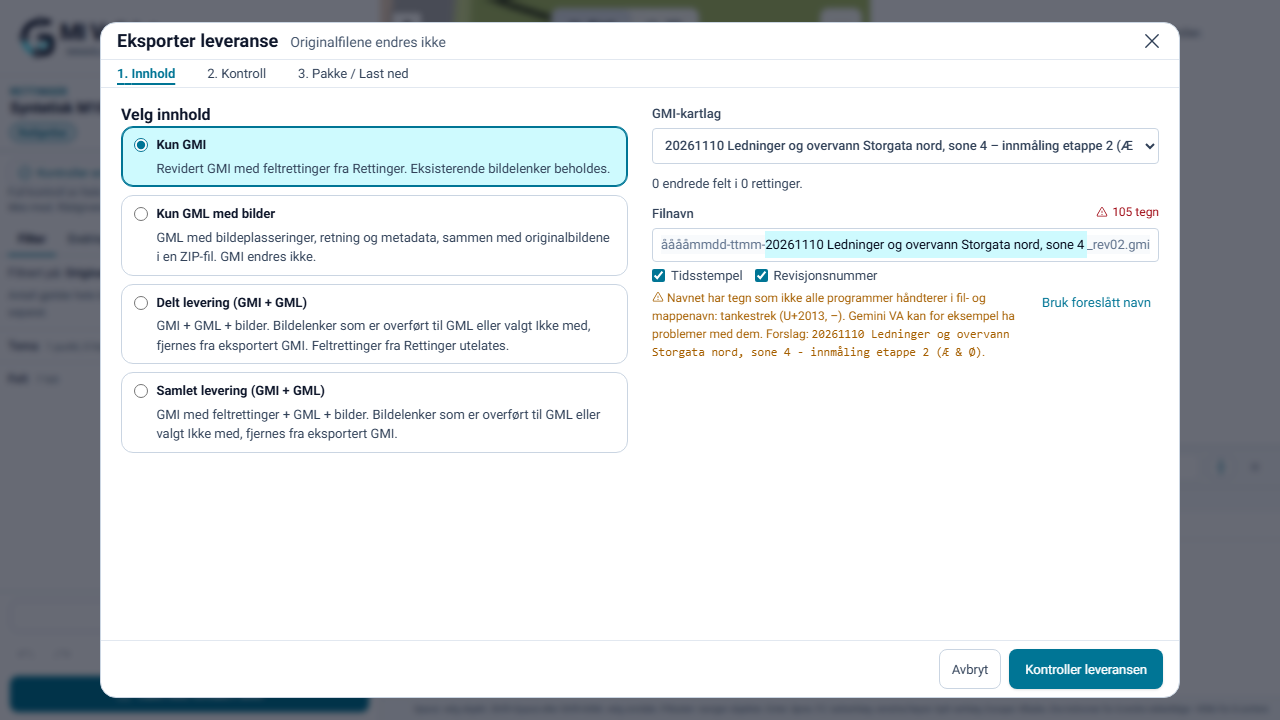 Eksporter leveranse Originalfilene endres ikke
1. Innhold 2. Kontroll 3. Pakke / Last ned
Velg innhold
Kun GMI
Revidert GMI med feltrettinger fra Rettinger. Eksisterende bildelenker beholdes.
Kun GML med bilder
GML med bildeplasseringer, retning og metadata, sammen med originalbildene
i en ZIP-fil. GMI endres ikke.
Delt levering (GMI + GML)
GMI + GML + bilder. Bildelenker som er overført til GML eller valgt Ikke med,
fjernes fra eksportert GMI. Feltrettinger fra Rettinger utelates.
Samlet levering (GMI + GML)
GMI med feltrettinger + GML + bilder. Bildelenker som er overført til GML eller
valgt Ikke med, fjernes fra eksportert GMI.
GMI-kartlag
20261110 Ledninger og overvann Storgata nord, sone 4 – innmåling etappe 2 (Æ
0 endrede felt i 0 rettinger.
Filnavn 105 tegn
ååååmmdd-ttmm-20261110 Ledninger og overvann Storgata nord, sone 4 _rev02.gmi
Tidsstempel Revisjonsnummer
Navnet har tegn som ikke alle programmer håndterer i fil- og
mappenavn: tankestrek (U+2013, –). Gemini VA kan for eksempel ha
problemer med dem. Forslag: 20261110 Ledninger og overvann
Storgata nord, sone 4 - innmåling etappe 2 (Æ & Ø).
Bruk foreslått navn
Avbryt Kontroller leveransen